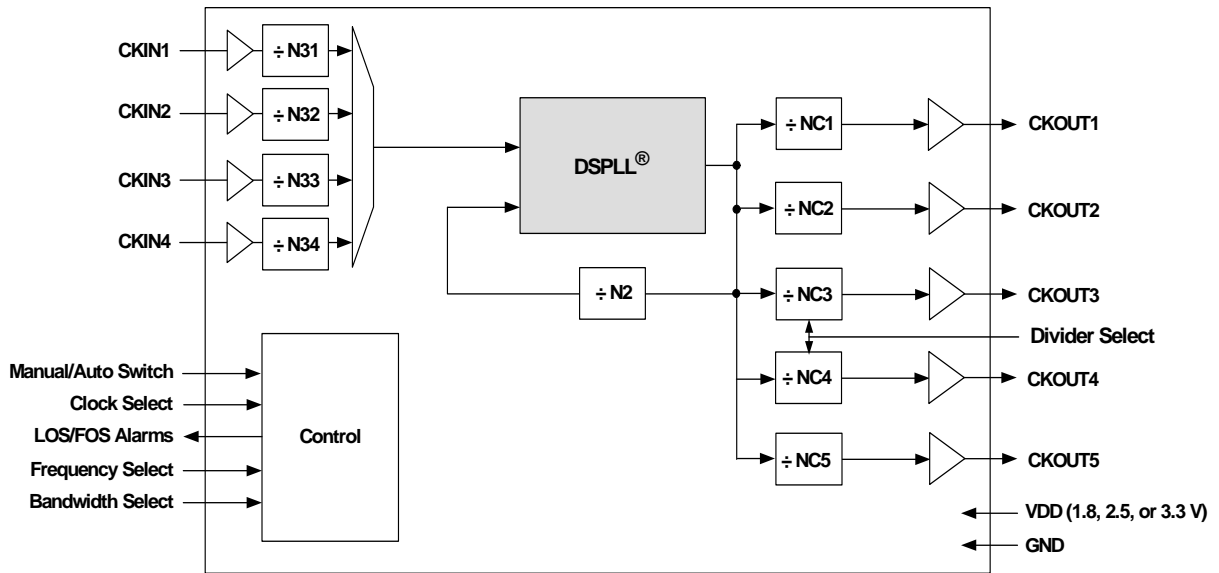 CKIN1
÷ N31
CKIN2
÷ N32
CKIN3
÷ N33
CKIN4
÷ N34
DSPLL®
÷ N2
÷ NC1
CKOUT1
÷ NC2
CKOUT2
÷ NC3
CKOUT3
Divider Select
÷ NC4
CKOUT4
÷ NC5
CKOUT5
Manual/Auto Switch
Clock Select
LOS/FOS Alarms
Frequency Select
Bandwidth Select
Control
VDD (1.8, 2.5, or 3.3 V)
GND